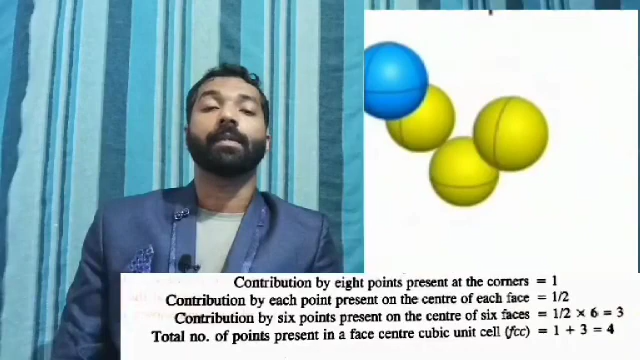 Contribution by eight points present at the corners = 1
Contribution by each point present on the centre of each face = 1/2
Contribution by six points present on the centre of six faces = 1/2 × 6 = 3
Total no. of points present in a face centre cubic unit cell (fcc) = 1 + 3 = 4